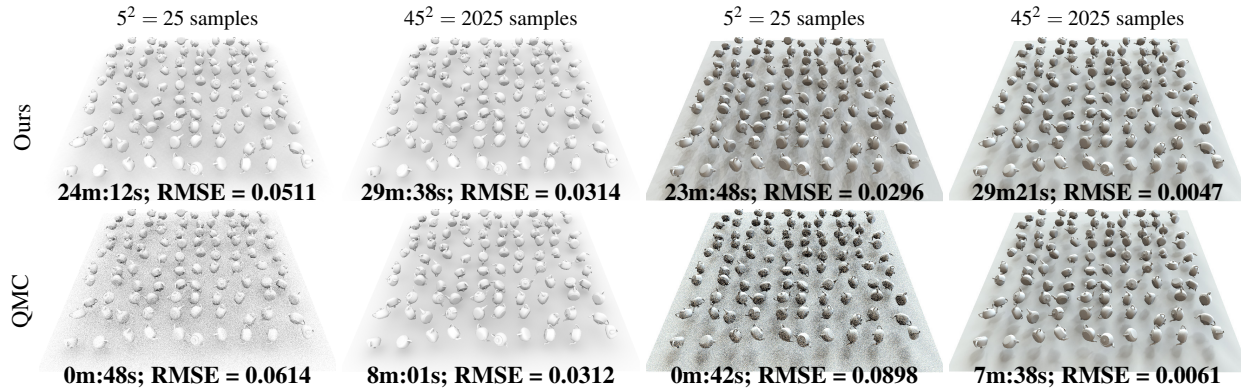 5² = 25 samples 45² = 2025 samples 5² = 25 samples 45² = 2025 samples
Ours
24m:12s; RMSE = 0.0511 29m:38s; RMSE = 0.0314 23m:48s; RMSE = 0.0296 29m21s; RMSE = 0.0047
QMC
0m:48s; RMSE = 0.0614 8m:01s; RMSE = 0.0312 0m:42s; RMSE = 0.0898 7m:38s; RMSE = 0.0061